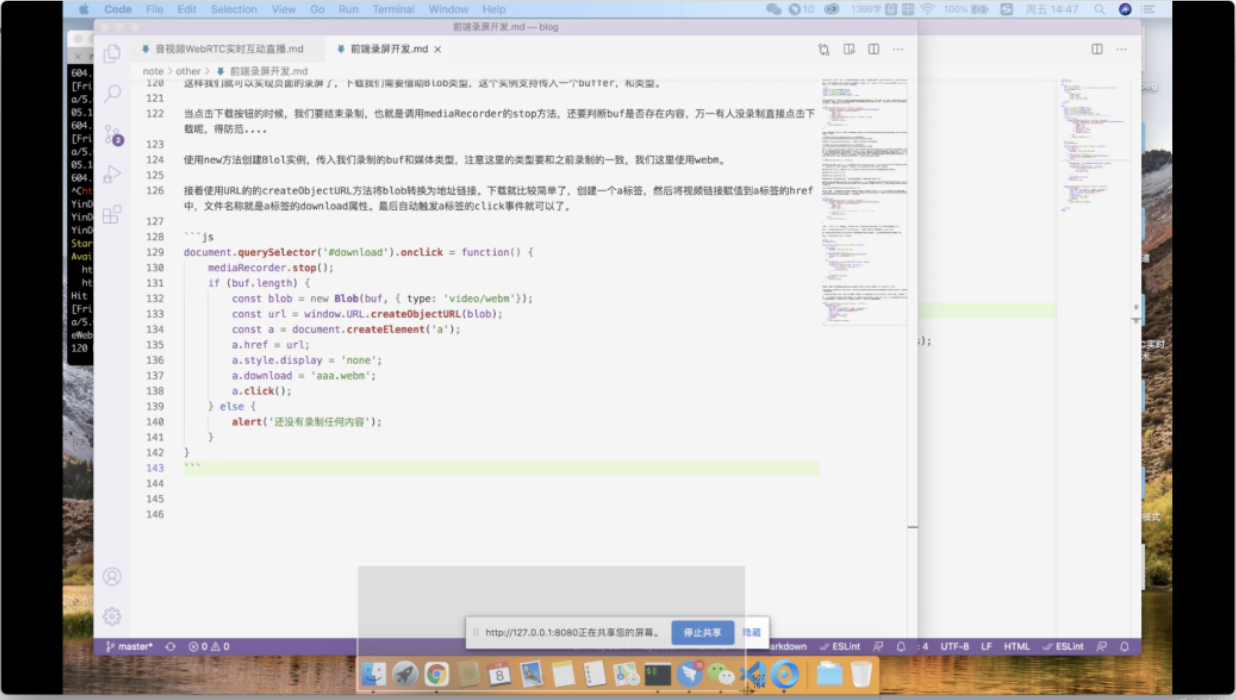 Code File Edit Selection View Go Run Terminal Window Help
10 1396字 100% 周五 14:47
前端录屏开发.md — blog
音视频WebRTC实时互动直播.md 前端录屏开发.md
note > other > 前端录屏开发.md
120 这样我们就可以实现页面的录屏了，下载我们需要借助Blob类型，这个实例支持传入一个buffer，和类型。
121
122 当点击下载按钮的时候，我们要结束录制，也就是调用mediaRecorder的stop方法，还要判断buf是否存在内容，万一有人没录制直接点击下
载呢，得防范....
123
124 使用new方法创建Blol实例，传入我们录制的buf和媒体类型，注意这里的类型要和之前录制的一致，我们这里使用webm。
125
126 接着使用URL的的createObjectURL方法将blob转换为地址链接。下载就比较简单了，创建一个a标签，然后将视频链接赋值到a标签的href
中，文件名称就是a标签的download属性。最后自动触发a标签的click事件就可以了。
127
128 ```js
129 document.querySelector('#download').onclick = function() {
130 mediaRecorder.stop();
131 if (buf.length) {
132 const blob = new Blob(buf, { type: 'video/webm'});
133 const url = window.URL.createObjectURL(blob);
134 const a = document.createElement('a');
135 a.href = url;
136 a.style.display = 'none';
137 a.download = 'aaa.webm';
138 a.click();
139 } else {
140 alert('还没有录制任何内容');
141 }
142 }
143 ```
144
145
146
604.
[Fri
a/5.
05.1
604.
[Fri
a/5.
05.1
604.
YinD
YinD
YinD
Star
Avai
ht
ht
Hit
[Fri
a/5.
eWeb
120
2
);
C实时
模式
http://127.0.0.1:8080正在共享您的屏幕。 停止共享 隐藏
master* 0 0 arkdown ESLint : 4 UTF-8 LF HTML ESLint
8